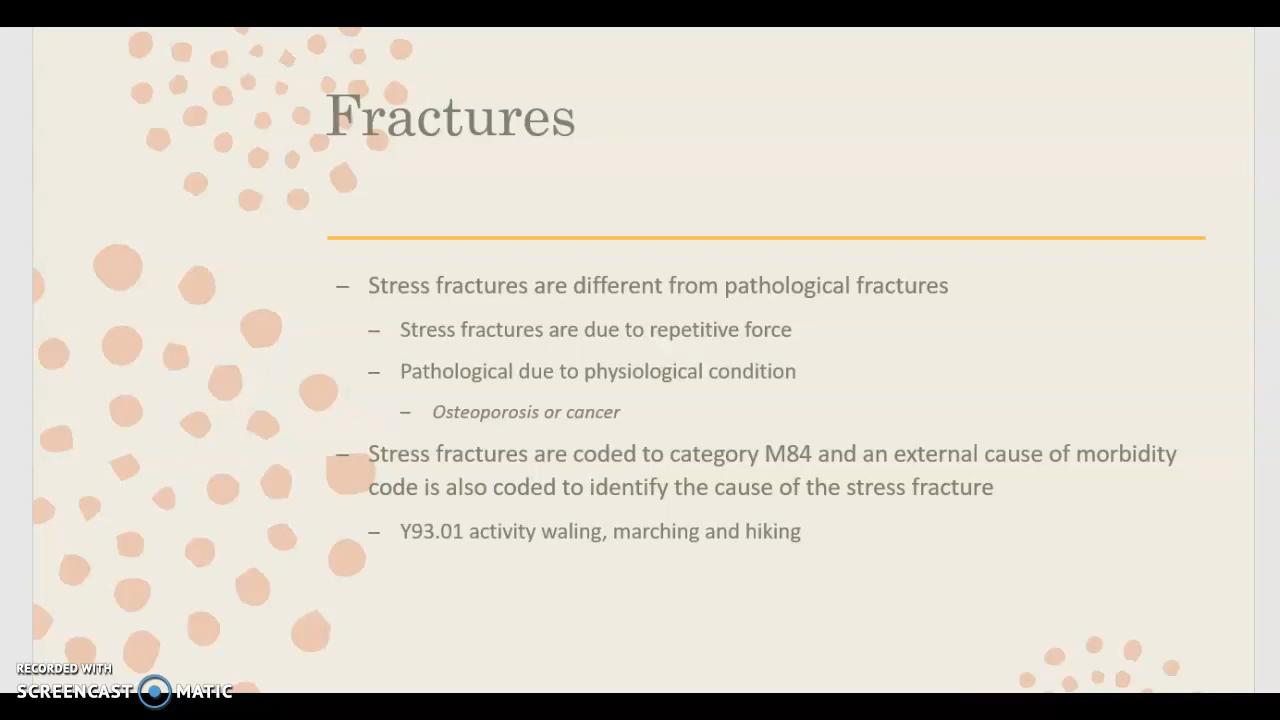 Fractures
– Stress fractures are different from pathological fractures
– Stress fractures are due to repetitive force
– Pathological due to physiological condition
– Osteoporosis or cancer
– Stress fractures are coded to category M84 and an external cause of morbidity
code is also coded to identify the cause of the stress fracture
– Y93.01 activity waling, marching and hiking
RECORDED WITH
SCREENCAST MATIC